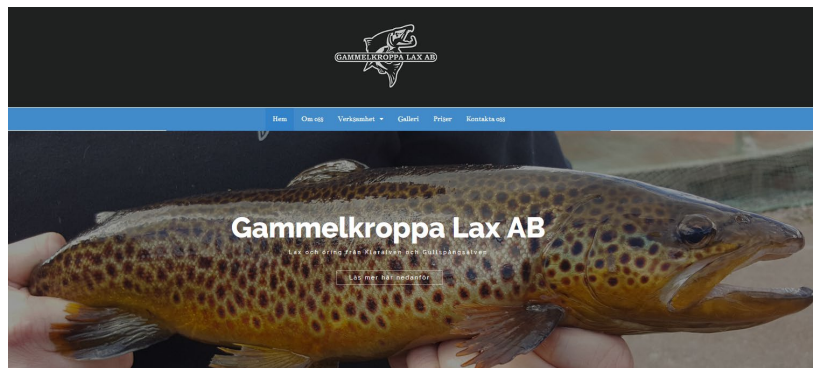 GAMMELKROPPA LAX AB
Hem Om oss Verksamhet Galleri Priser Kontakta oss
Gammelkroppa Lax AB
Lax och öring från Klarälven och Gullspångsälven
Läs mer här nedanför